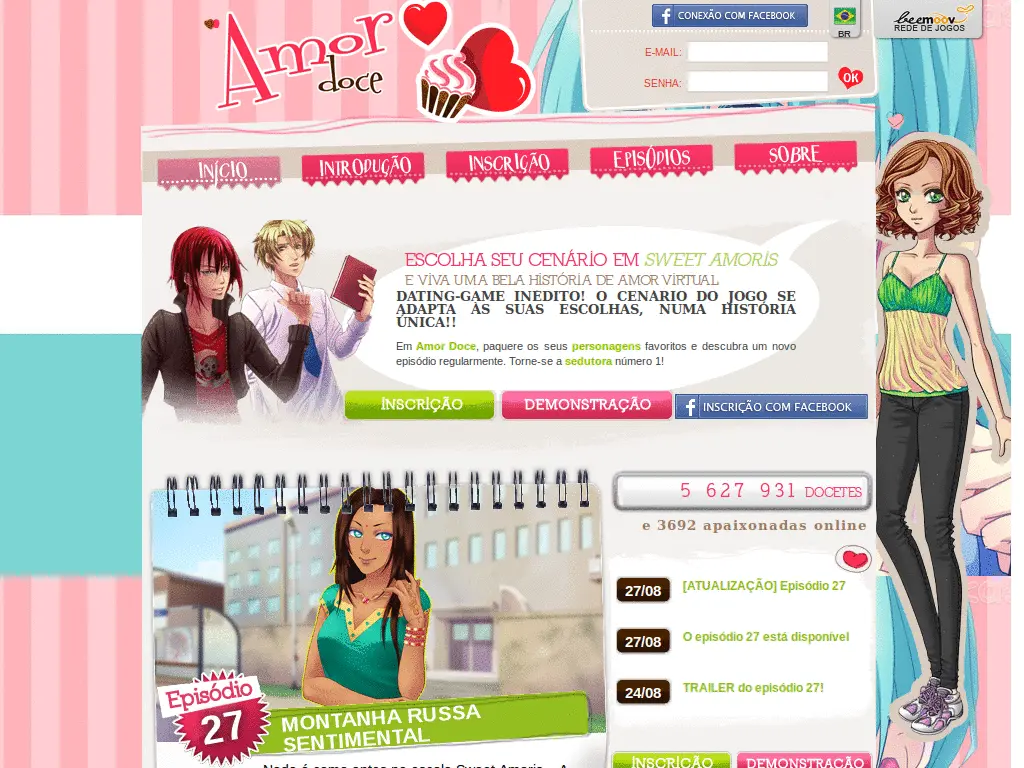 Amor
doce
CONEXÃO COM FACEBOOK
BR
beemoov
REDE DE JOGOS
E-MAIL:
SENHA:
OK
INÍCIO
INTRODUÇÃO
INSCRIÇÃO
EPISÓDIOS
SOBRE
ESCOLHA SEU CENÁRIO EM SWEET AMORIS
E VIVA UMA BELA HISTÓRIA DE AMOR VIRTUAL
DATING-GAME INEDITO! O CENARIO DO JOGO SE
ADAPTA ÀS SUAS ESCOLHAS, NUMA HISTÓRIA
ÚNICA!!
Em Amor Doce, paquere os seus personagens favoritos e descubra um novo
episódio regularmente. Torne-se a sedutora número 1!
INSCRIÇÃO
DEMONSTRAÇÃO
INSCRIÇÃO COM FACEBOOK
5 627 931 DOCETES
e 3692 apaixonadas online
27/08
[ATUALIZAÇÃO] Episódio 27
27/08
O episódio 27 está disponível
24/08
TRAILER do episódio 27!
Episódio
27
MONTANHA RUSSA
SENTIMENTAL
INSCRIÇÃO
DEMONSTRAÇÃO